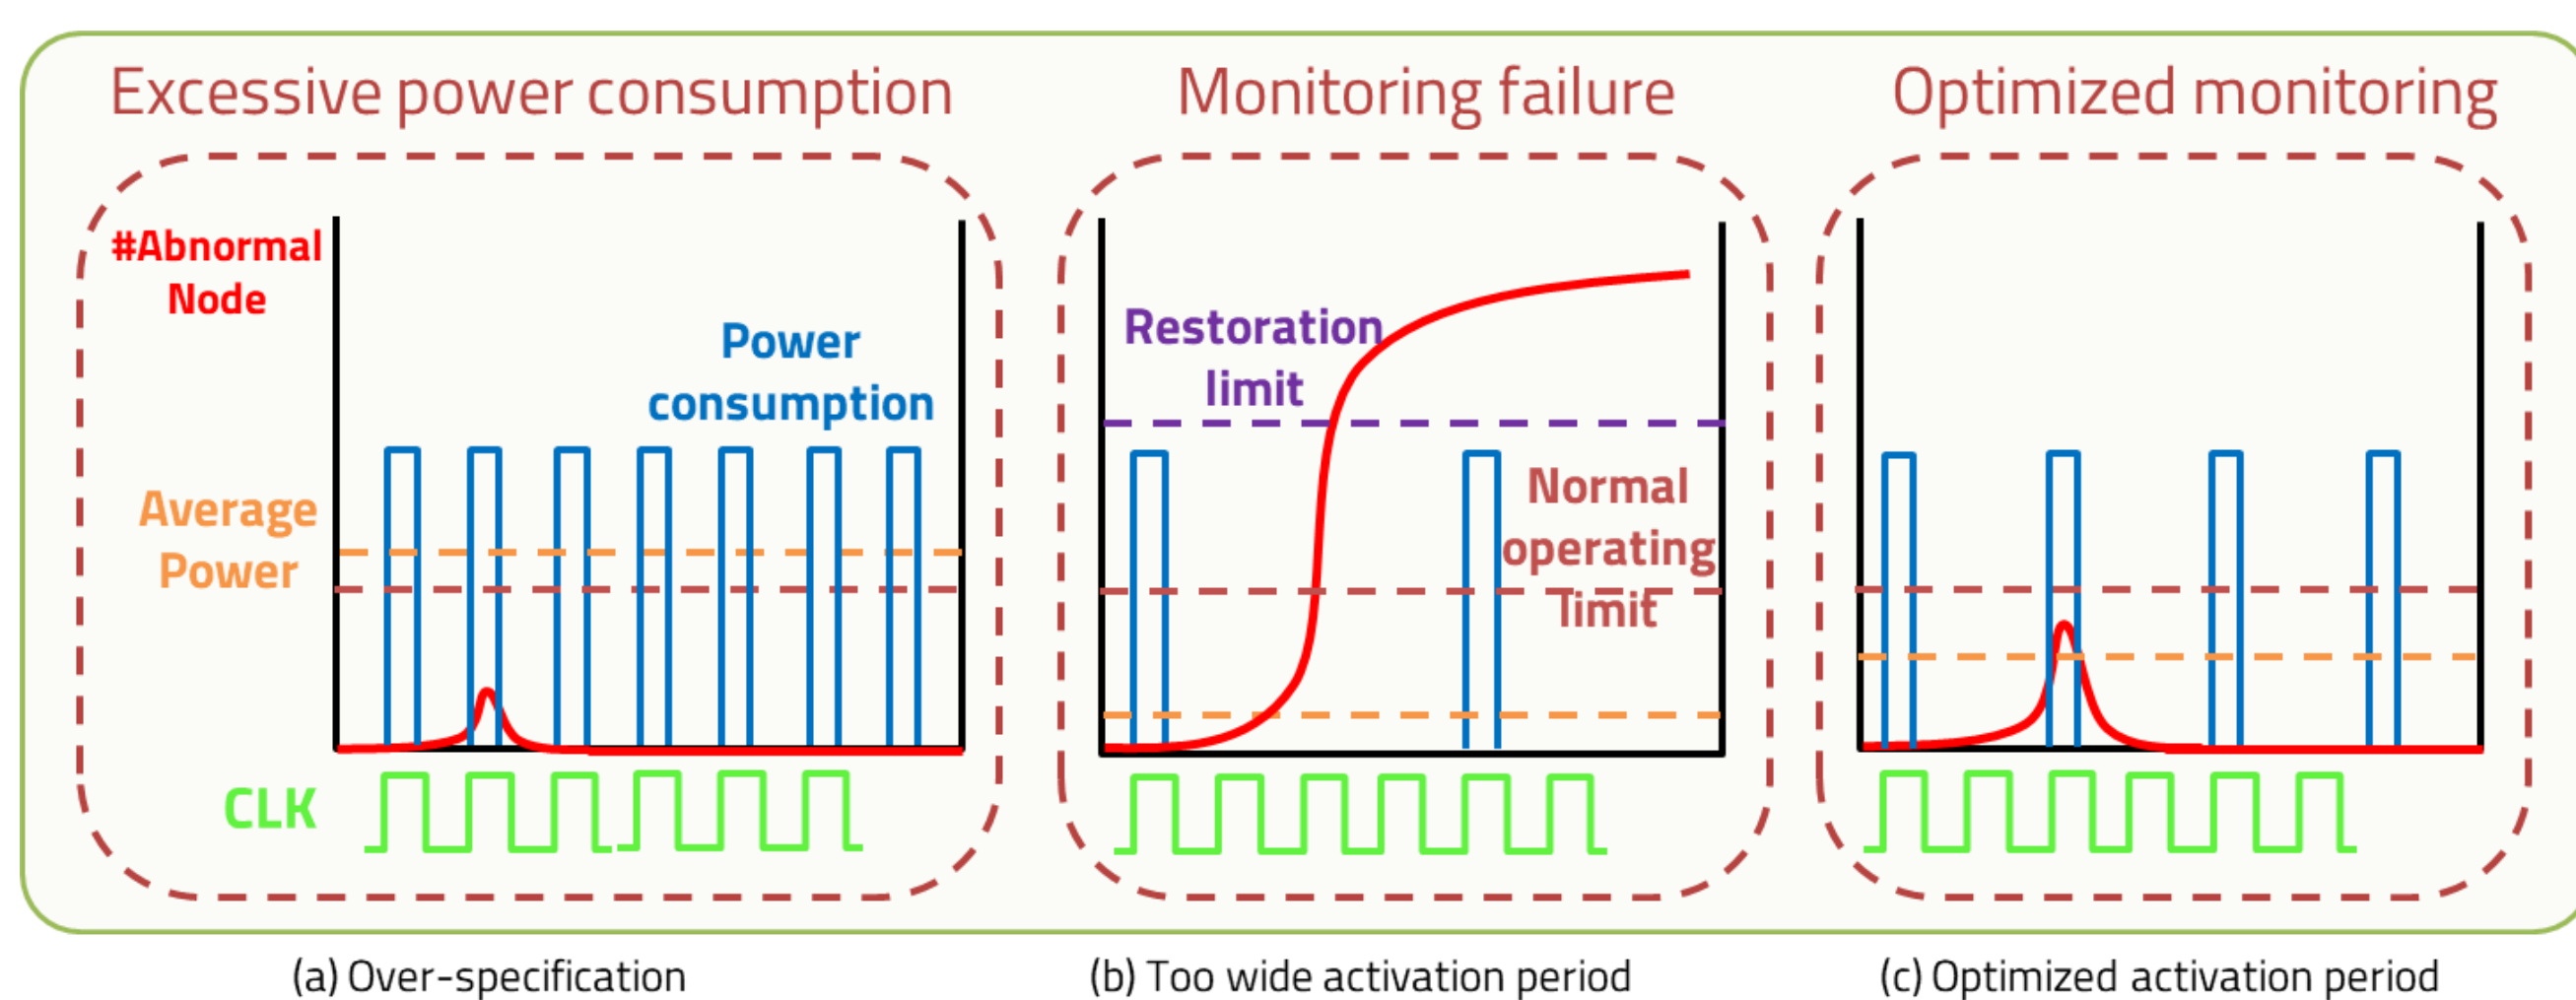 Excessive power consumption
Monitoring failure
Optimized monitoring
#Abnormal
Node
Power
consumption
Average
Power
CLK
Restoration
limit
Normal
operating
limit
(a) Over-specification
(b) Too wide activation period
(c) Optimized activation period